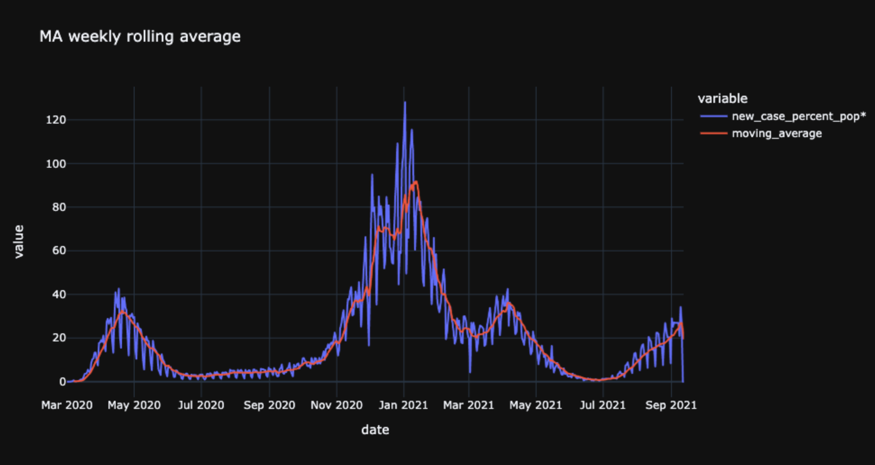 MA weekly rolling average
variable
new_case_percent_pop*
moving_average
value
120
100
80
60
40
20
0
Mar 2020 May 2020 Jul 2020 Sep 2020 Nov 2020 Jan 2021 Mar 2021 May 2021 Jul 2021 Sep 2021
date